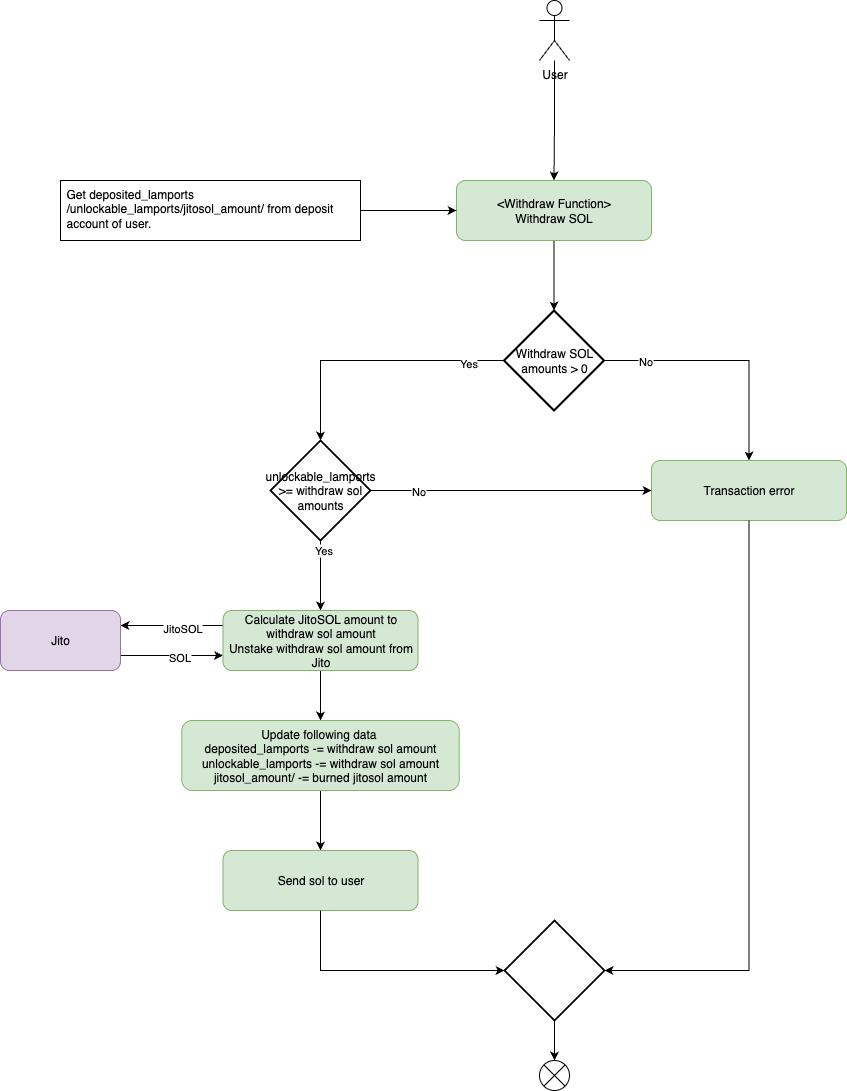 User
Get deposited_lamports
/unlockable_lamports/jitosol_amount/ from deposit
account of user.
<Withdraw Function>
Withdraw SOL
Withdraw SOL
amounts > 0
Yes
No
unlockable_lamports
>= withdraw sol
amounts
No
Transaction error
Yes
Jito
JitoSOL
SOL
Calculate JitoSOL amount to
withdraw sol amount
Unstake withdraw sol amount from
Jito
Update following data
deposited_lamports -= withdraw sol amount
unlockable_lamports -= withdraw sol amount
jitosol_amount/ -= burned jitosol amount
Send sol to user